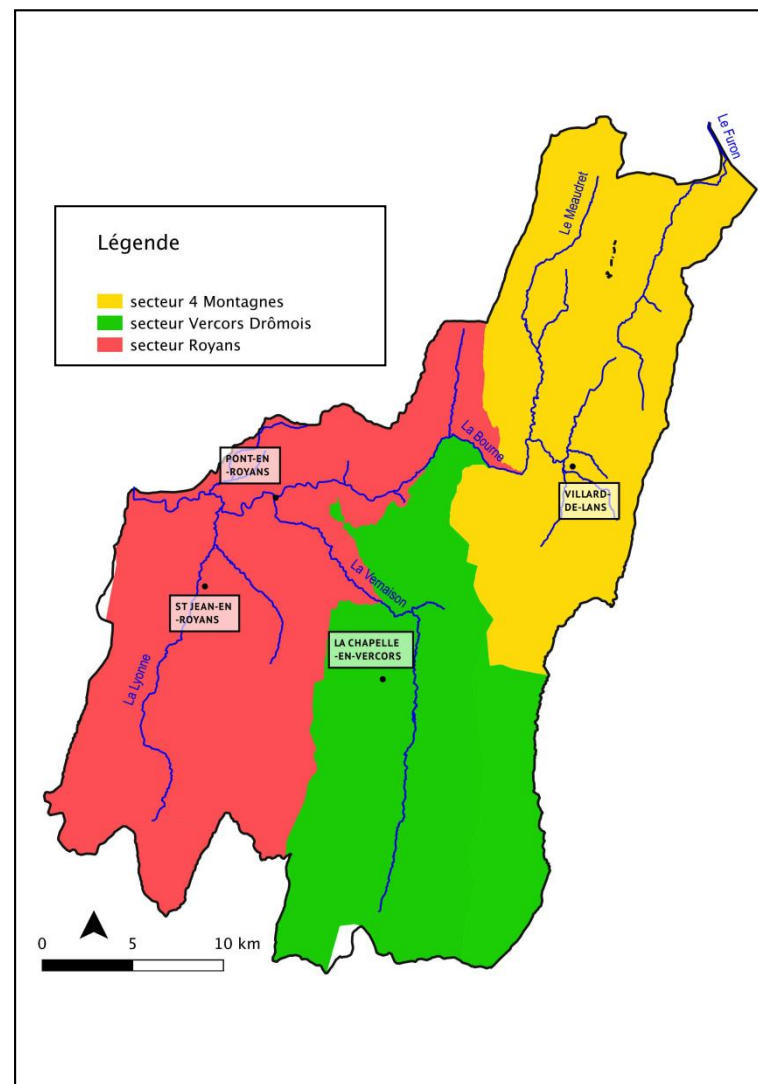 Le Furon
Le Meaudret
Légende
secteur 4 Montagnes
secteur Vercors Drômois
secteur Royans
La Bourne
PONT-EN
-ROYANS
VILLARD-
DE-LANS
La Vernaison
ST JEAN-EN
-ROYANS
LA CHAPELLE
-EN-VERCORS
La Lyonne
0 5 10 km